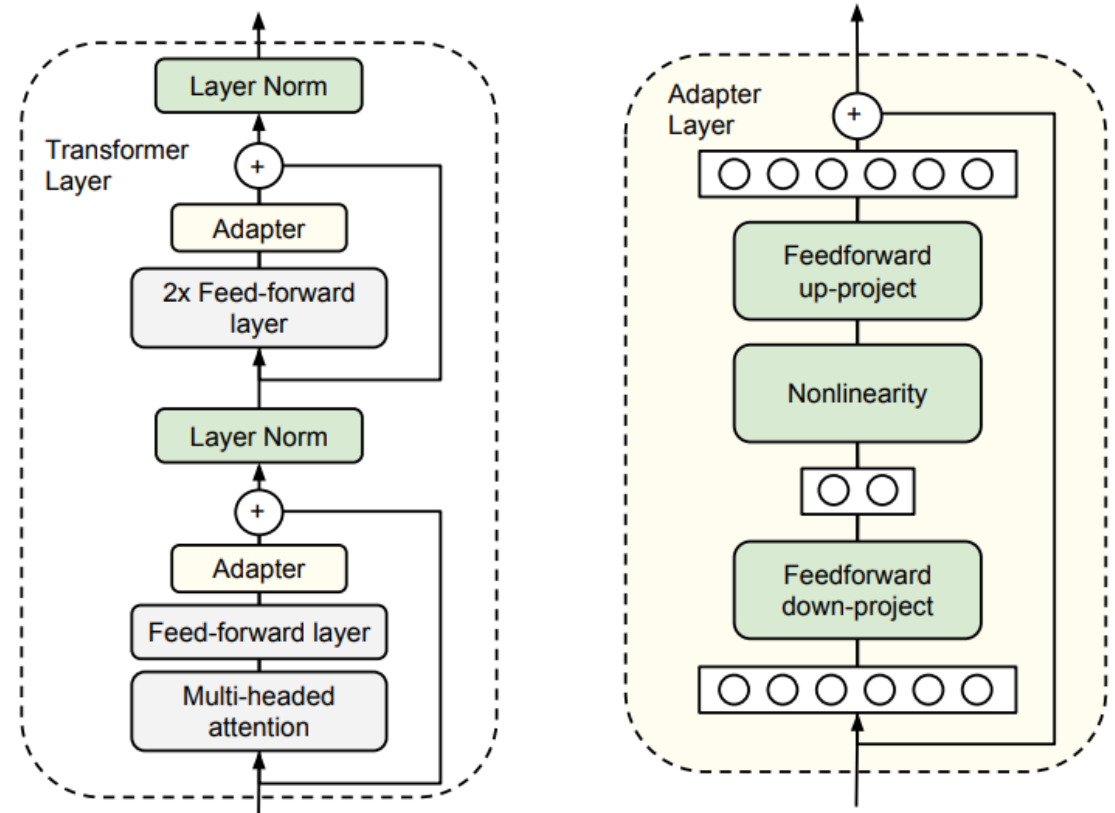 Layer Norm
Transformer
Layer
+
Adapter
2x Feed-forward
layer
Layer Norm
+
Adapter
Feed-forward layer
Multi-headed
attention
Adapter
Layer
+
Feedforward
up-project
Nonlinearity
Feedforward
down-project